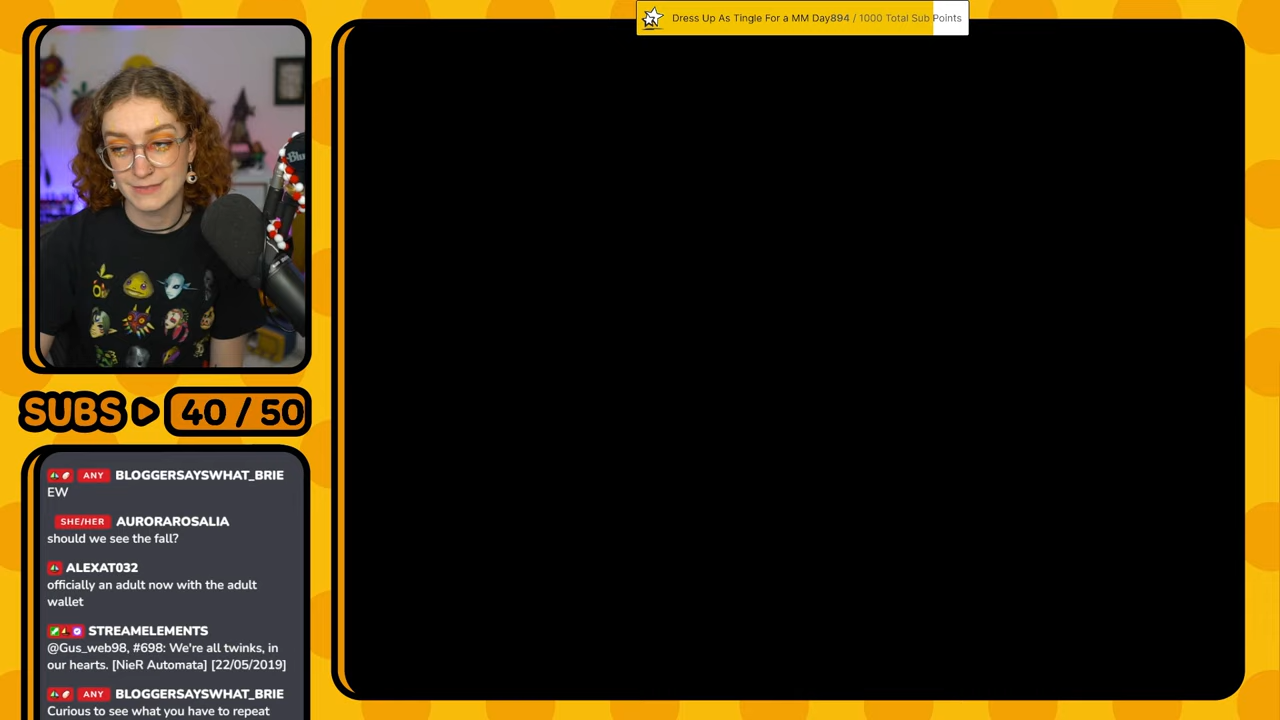 Dress Up As Tingle For a MM Day894 / 1000 Total Sub Points
Blu
SUBS 40 / 50
ANY BLOGGERSAYSWHAT_BRIE
EW
SHE/HER AURORAROSALIA
should we see the fall?
ALEXAT032
officially an adult now with the adult
wallet
STREAMELEMENTS
@Gus_web98, #698: We're all twinks, in
our hearts. [NieR Automata] [22/05/2019]
ANY BLOGGERSAYSWHAT_BRIE
Curious to see what you have to repeat